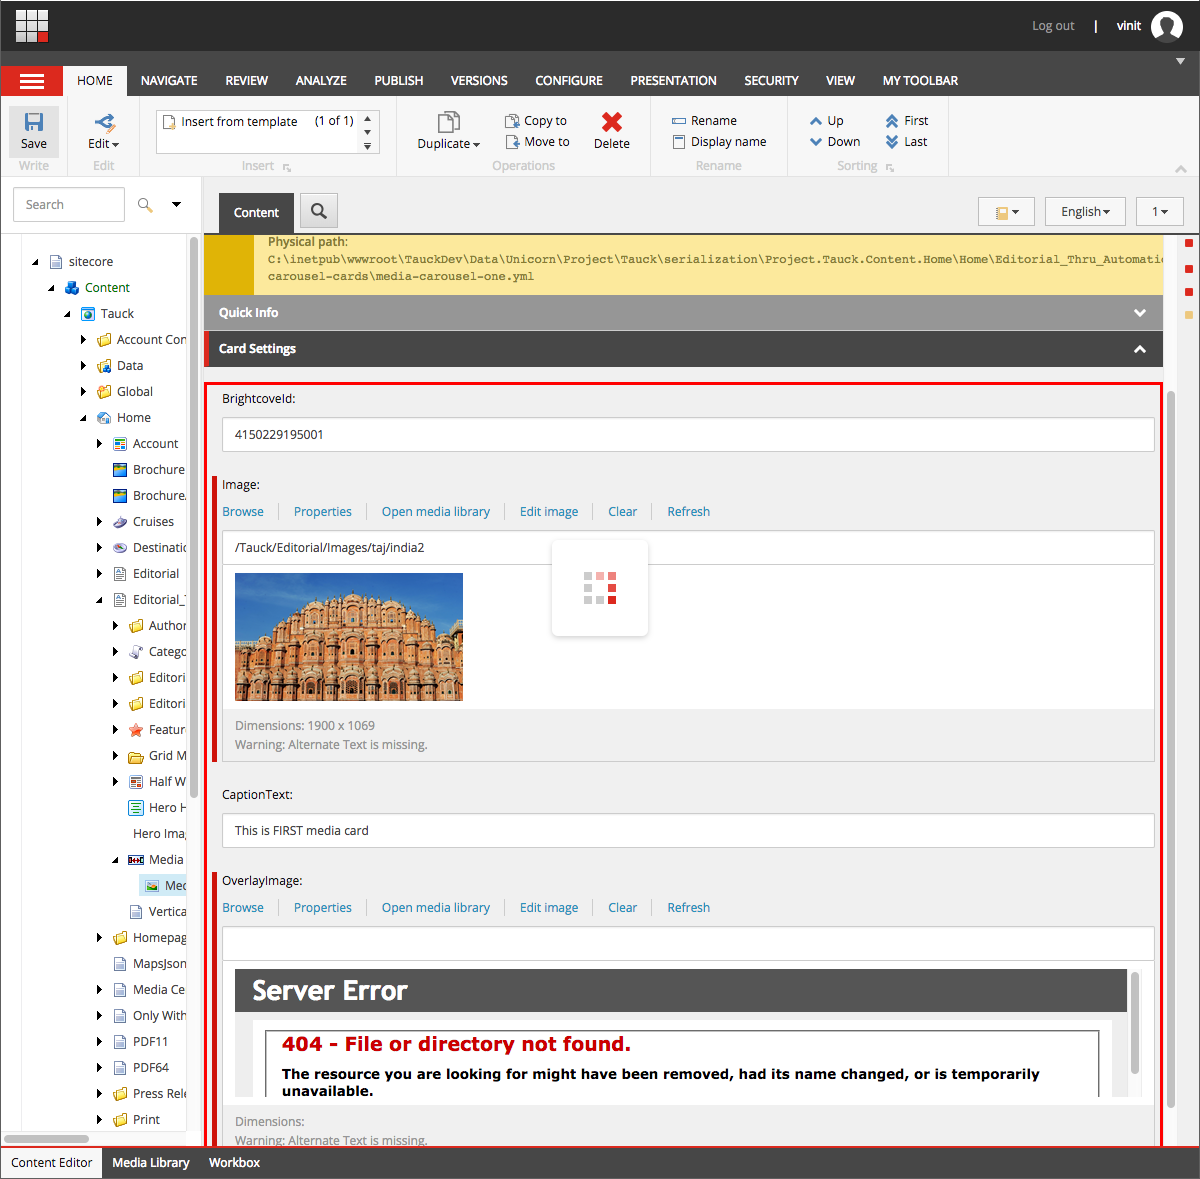 Log out | vinit
HOME NAVIGATE REVIEW ANALYZE PUBLISH VERSIONS CONFIGURE PRESENTATION SECURITY VIEW MY TOOLBAR
Save
Write
Edit
Edit
Insert from template (1 of 1)
Insert
Duplicate
Copy to
Move to
Delete
Operations
Rename
Display name
Rename
Up
Down
First
Last
Sorting
Search
Content
English
1
sitecore
Content
Tauck
Account Con
Data
Global
Home
Account
Brochure
Brochure
Cruises
Destinatio
Editorial
Editorial_
Author
Catego
Editori
Editori
Feature
Grid M
Half W
Hero H
Hero Imag
Media
Med
Vertica
Homepag
MapsJson
Media Ce
Only With
PDF11
PDF64
Press Rele
Print
Physical path:
C:\inetpub\wwwroot\TauckDev\Data\Unicorn\Project\Tauck\serialization\Project.Tauck.Content.Home\Home\Editorial_Thru_Automatic
carousel-cards\media-carousel-one.yml
Quick Info
Card Settings
BrightcoveId:
4150229195001
Image:
Browse Properties Open media library Edit image Clear Refresh
/Tauck/Editorial/Images/taj/india2
Dimensions: 1900 x 1069
Warning: Alternate Text is missing.
CaptionText:
This is FIRST media card
OverlayImage:
Browse Properties Open media library Edit image Clear Refresh
Server Error
404 - File or directory not found.
The resource you are looking for might have been removed, had its name changed, or is temporarily
unavailable.
Dimensions:
Warning: Alternate Text is missing.
Content Editor Media Library Workbox